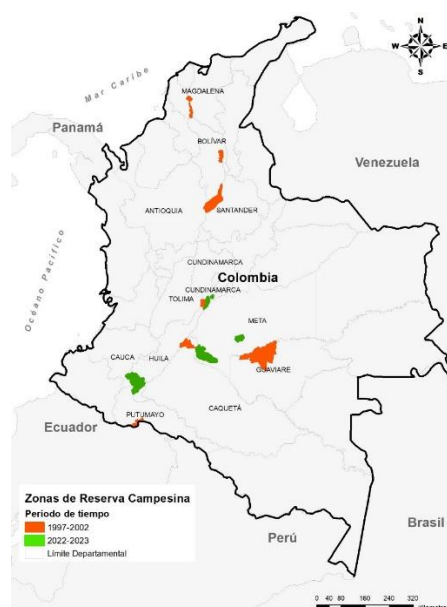 N
W E
S
Mar Caribe
MAGDALENA
Panamá
BOLÍVAR
Venezuela
ANTIOQUIA
SANTANDER
Océano Pacífico
CUNDINAMARCA
Colombia
CUNDINAMARCA
TOLIMA
META
CAUCA
HUILA
GUAVIARE
CAQUETÁ
PUTUMAYO
Ecuador
Zonas de Reserva Campesina
Periodo de tiempo
1997-2002
2022-2023
Límite Departamental
Perú
Brasil
0 40 80 160 240 320